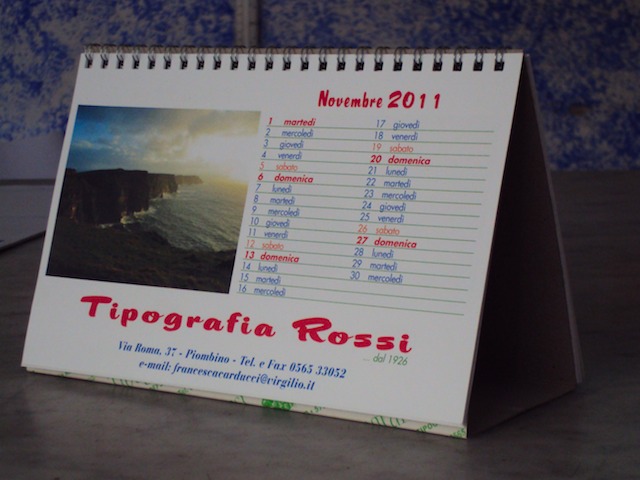 Novembre 2011
1 martedì
2 mercoledì
3 giovedì
4 venerdì
5 sabato
6 domenica
7 lunedì
8 martedì
9 mercoledì
10 giovedì
11 venerdì
12 sabato
13 domenica
14 lunedì
15 martedì
16 mercoledì
17 giovedì
18 venerdì
19 sabato
20 domenica
21 lunedì
22 martedì
23 mercoledì
24 giovedì
25 venerdì
26 sabato
27 domenica
28 lunedì
29 martedì
30 mercoledì
Tipografia Rossi
... dal 1926
Via Roma, 37 - Piombino - Tel. e Fax 0565 33052
e-mail: francescacarducci@virgilio.it